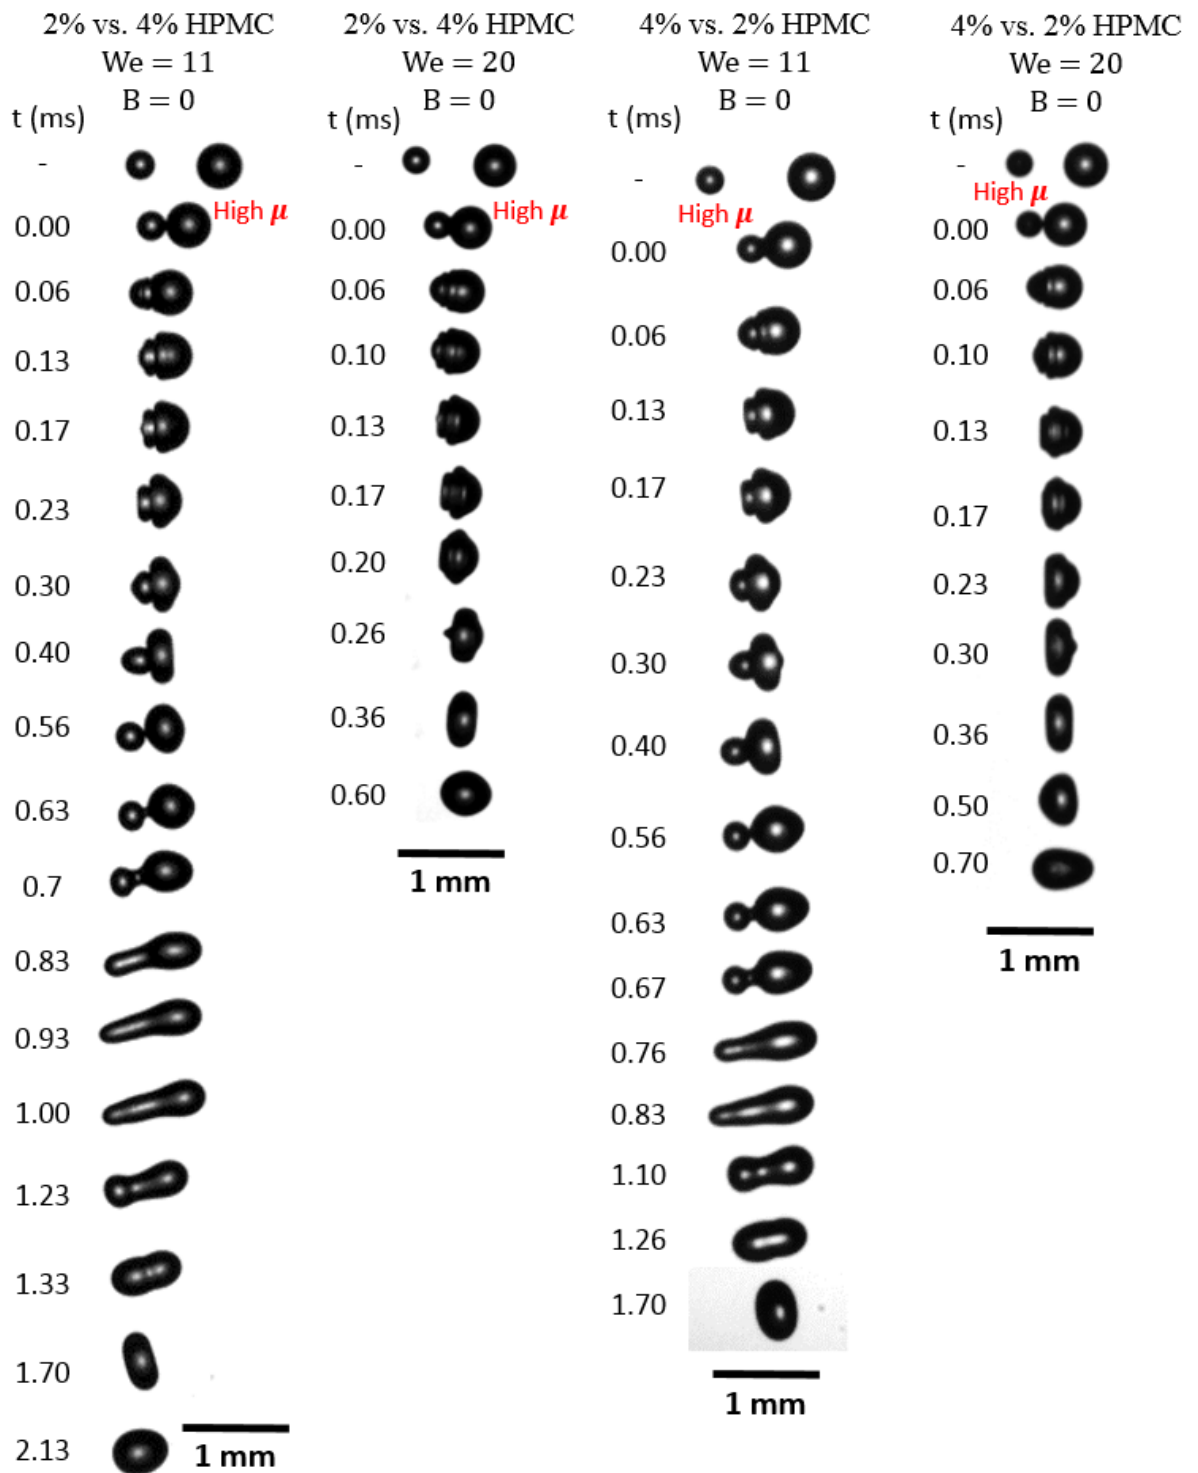 2% vs. 4% HPMC
We = 11
B = 0
t (ms)
-
High μ
0.00
0.06
0.13
0.17
0.23
0.30
0.40
0.56
0.63
0.7
0.83
0.93
1.00
1.23
1.33
1.70
2.13
1 mm
2% vs. 4% HPMC
We = 20
B = 0
t (ms)
-
High μ
0.00
0.06
0.10
0.13
0.17
0.20
0.26
0.36
0.60
1 mm
4% vs. 2% HPMC
We = 11
B = 0
t (ms)
-
High μ
0.00
0.06
0.13
0.17
0.23
0.30
0.40
0.56
0.63
0.67
0.76
0.83
1.10
1.26
1.70
1 mm
4% vs. 2% HPMC
We = 20
B = 0
t (ms)
-
High μ
0.00
0.06
0.10
0.13
0.17
0.23
0.30
0.36
0.50
0.70
1 mm